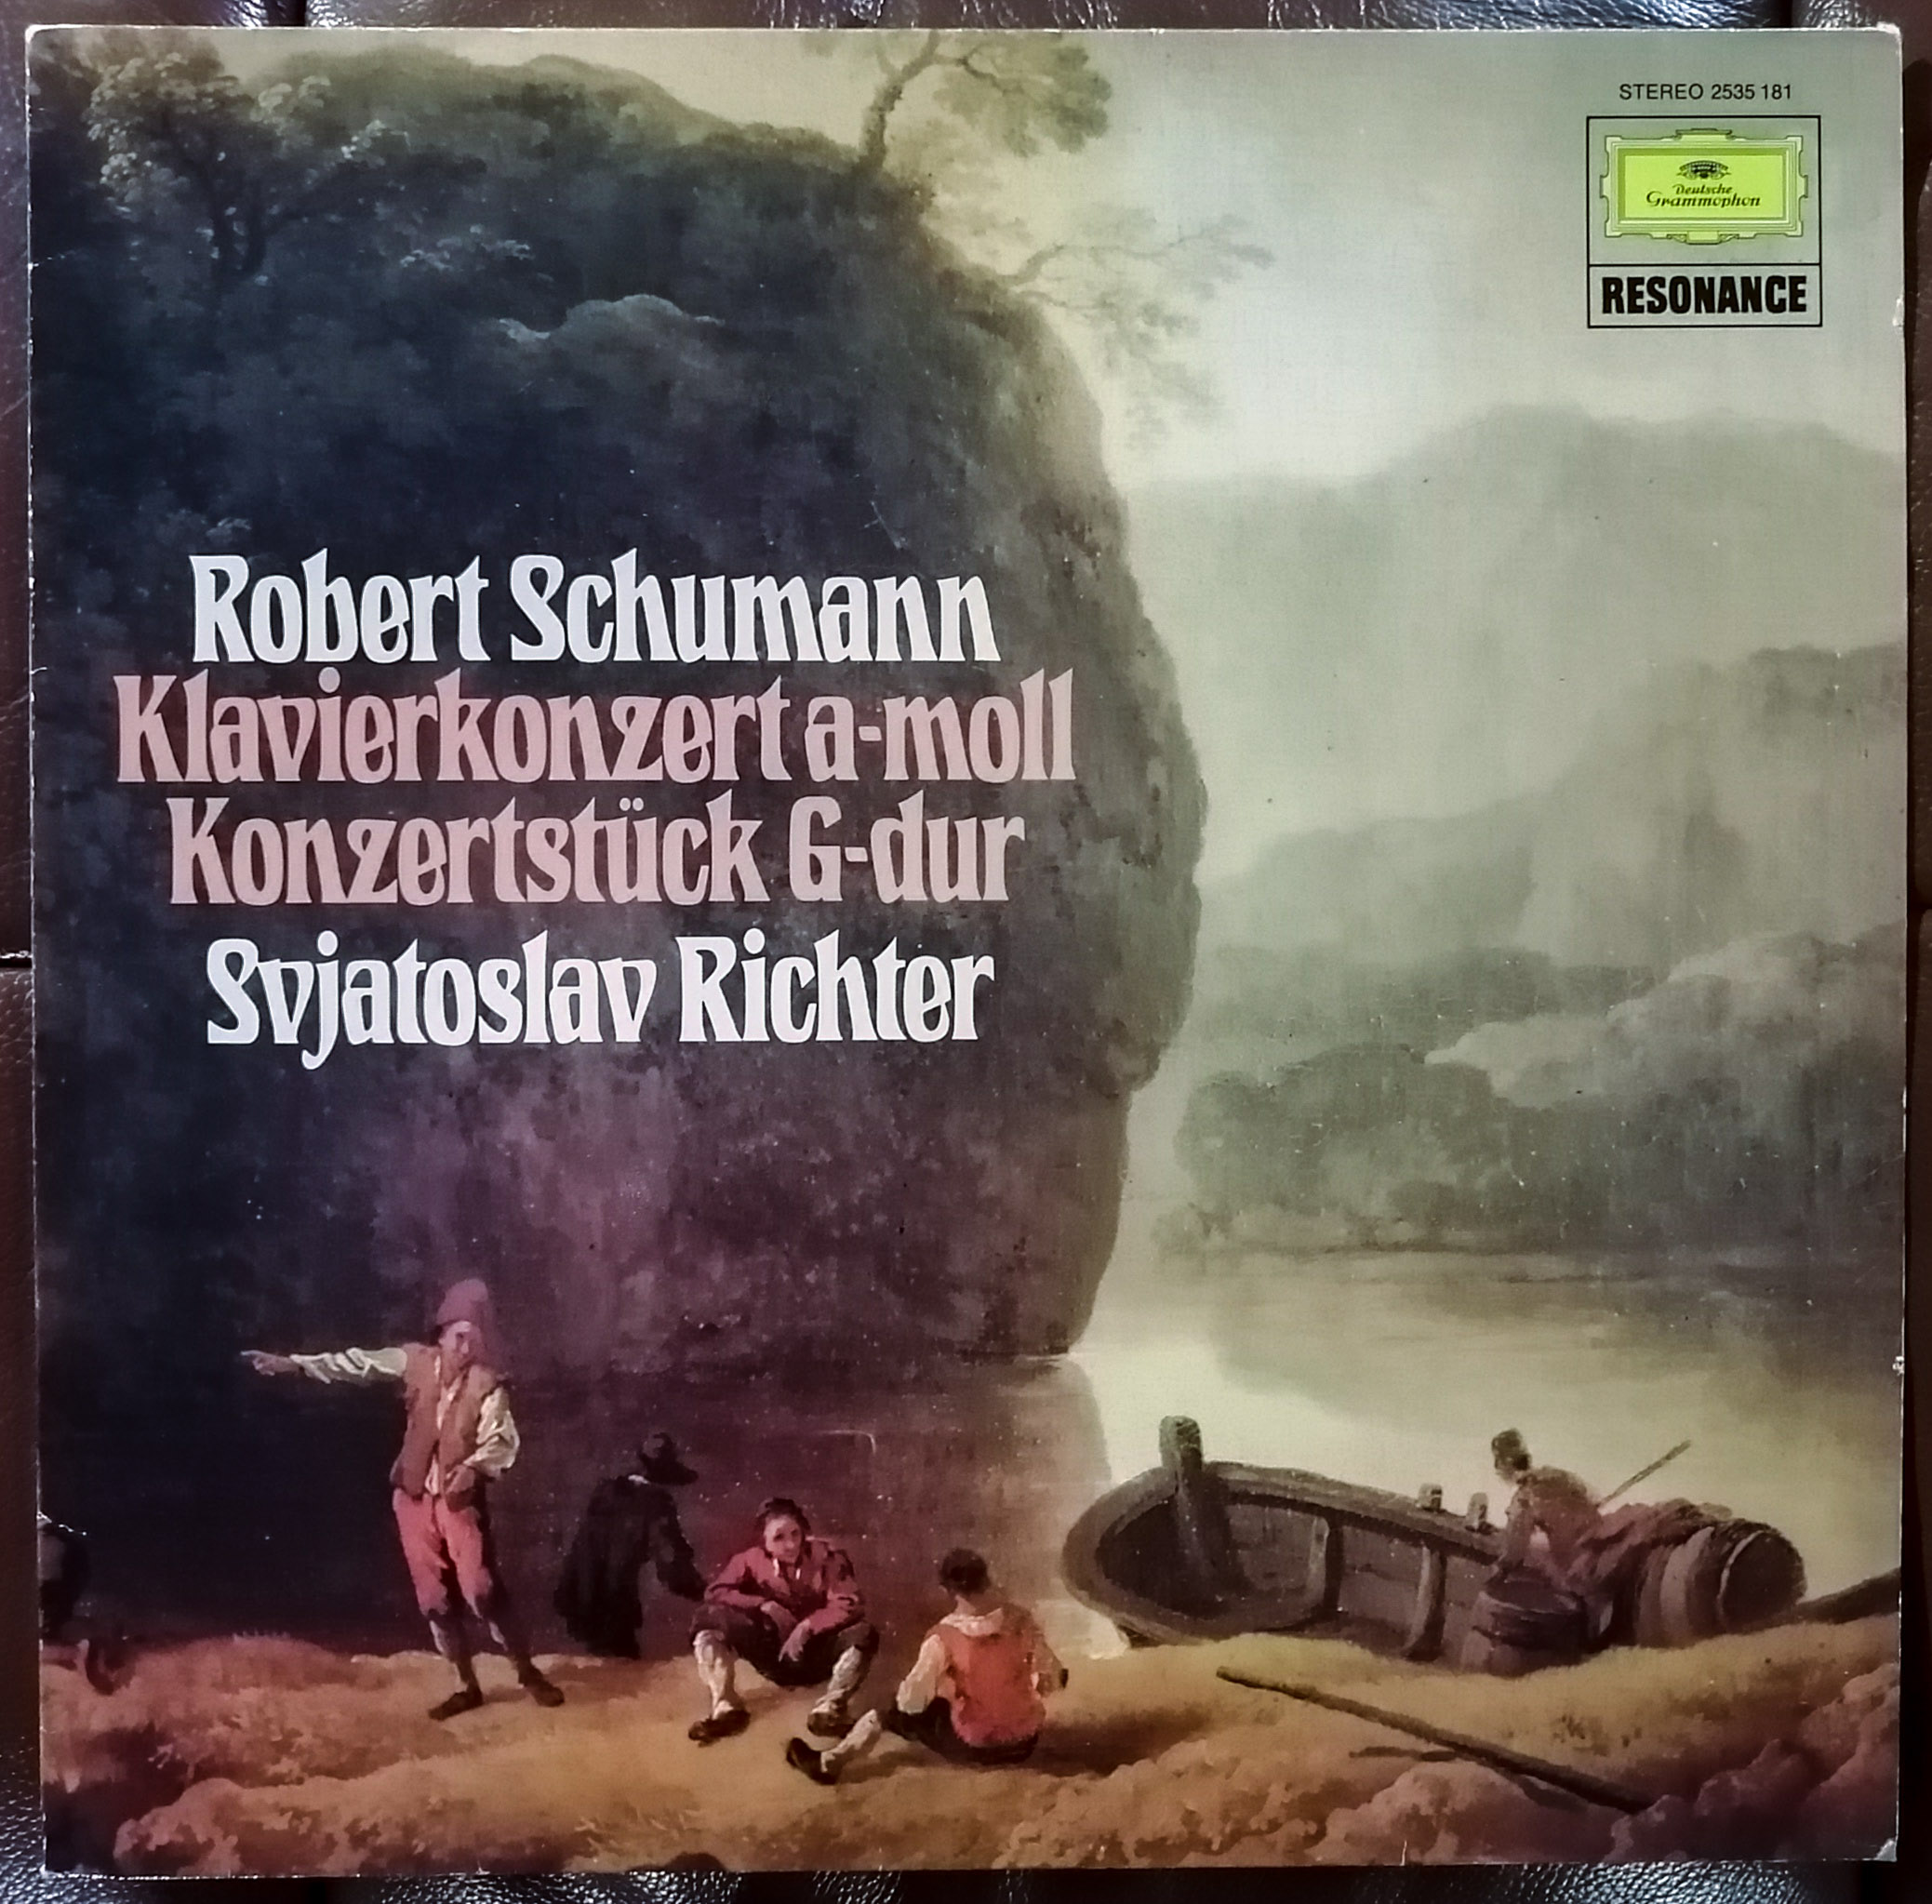 STEREO 2535 181
Deutsche
Grammophon
RESONANCE
Robert Schumann
Klavierkonzert a-moll
Konzertstück G-dur
Svjatoslav Richter